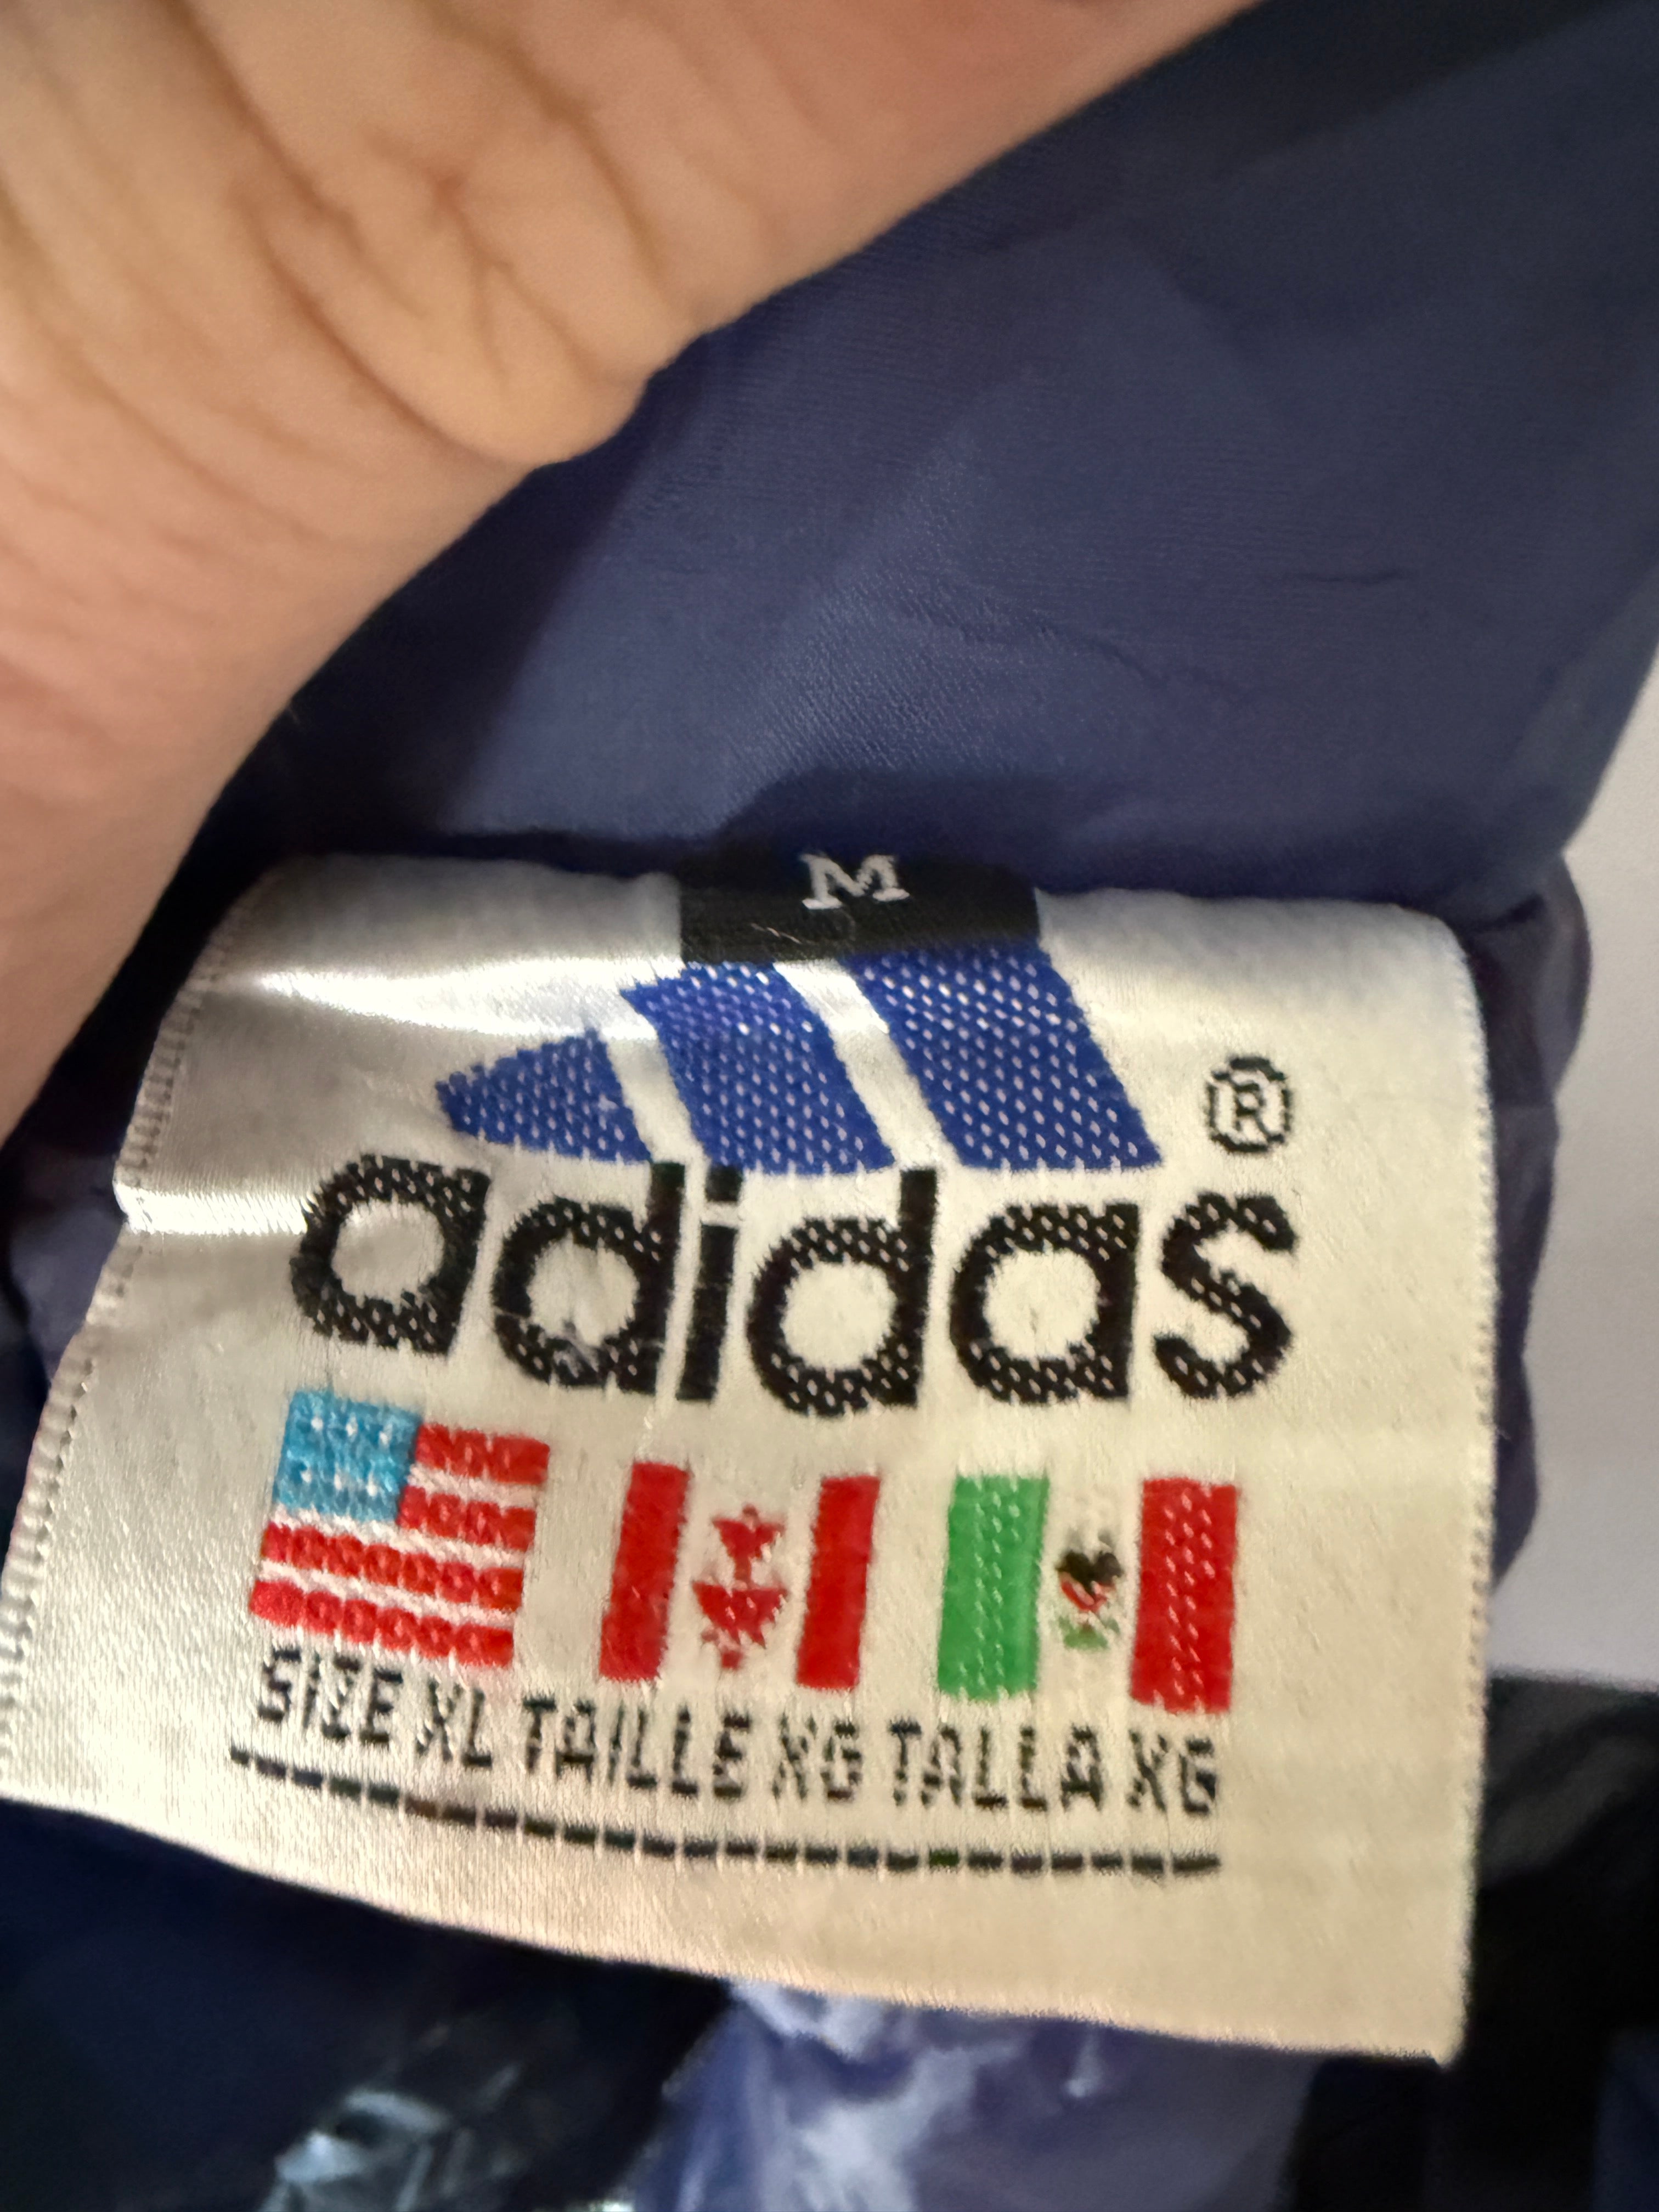 M
®
adidas
SIZE XL TAILLE XG TALLA XG